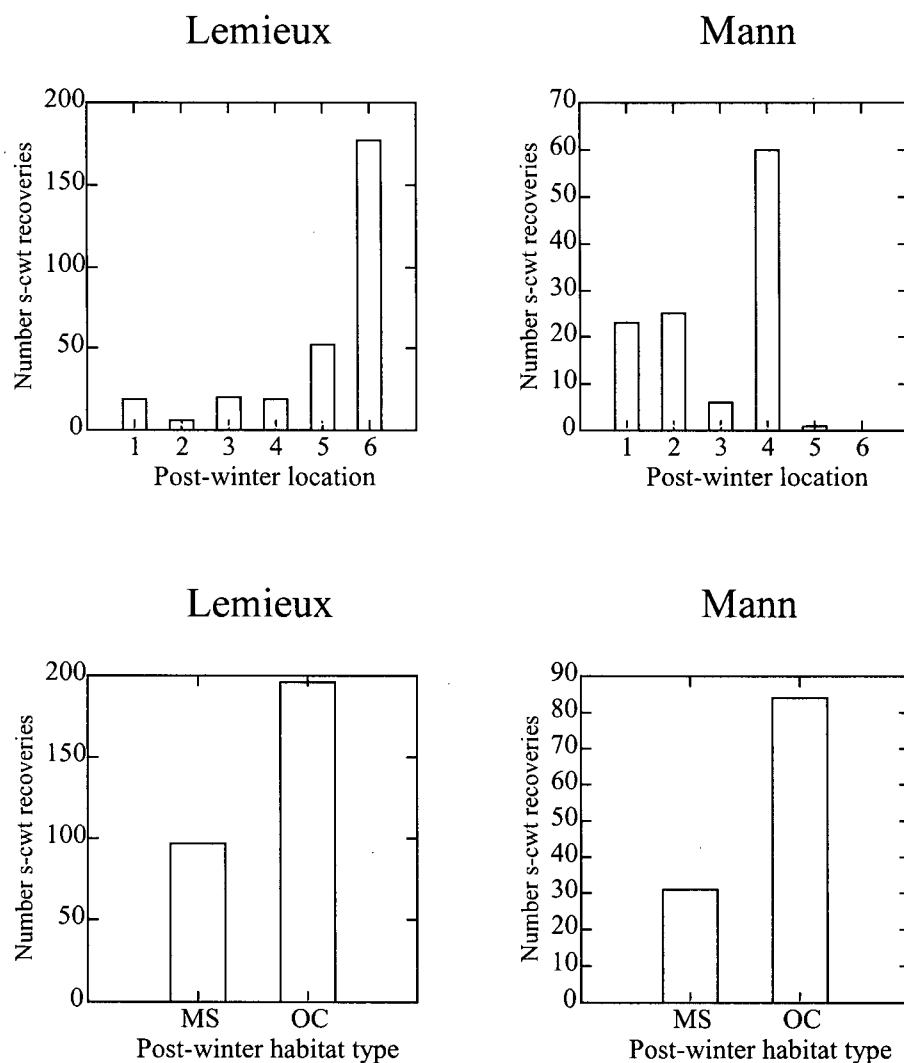 Lemieux
Mann
Number s-cwt recoveries
200
150
100
50
0
1 2 3 4 5 6
Post-winter location
Number s-cwt recoveries
70
60
50
40
30
20
10
0
1 2 3 4 5 6
Post-winter location
Lemieux
Mann
Number s-cwt recoveries
200
150
100
50
0
MS OC
Post-winter habitat type
Number s-cwt recoveries
90
80
70
60
50
40
30
20
10
0
MS OC
Post-winter habitat type